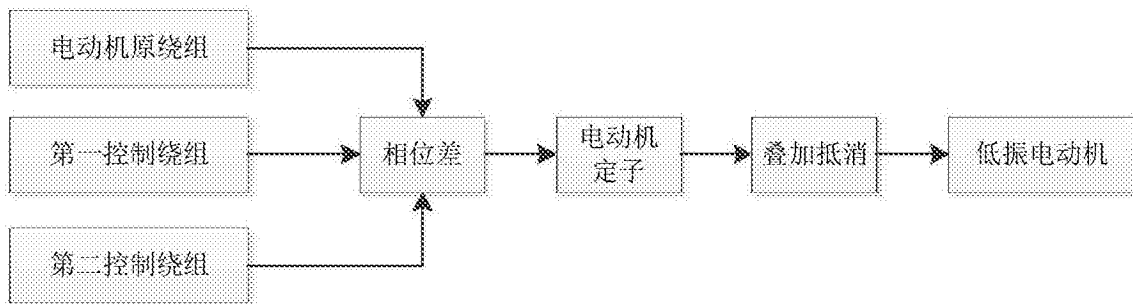 电动机原绕组
第一控制绕组
第二控制绕组
相位差
电动机
定子
叠加抵消
低振电动机